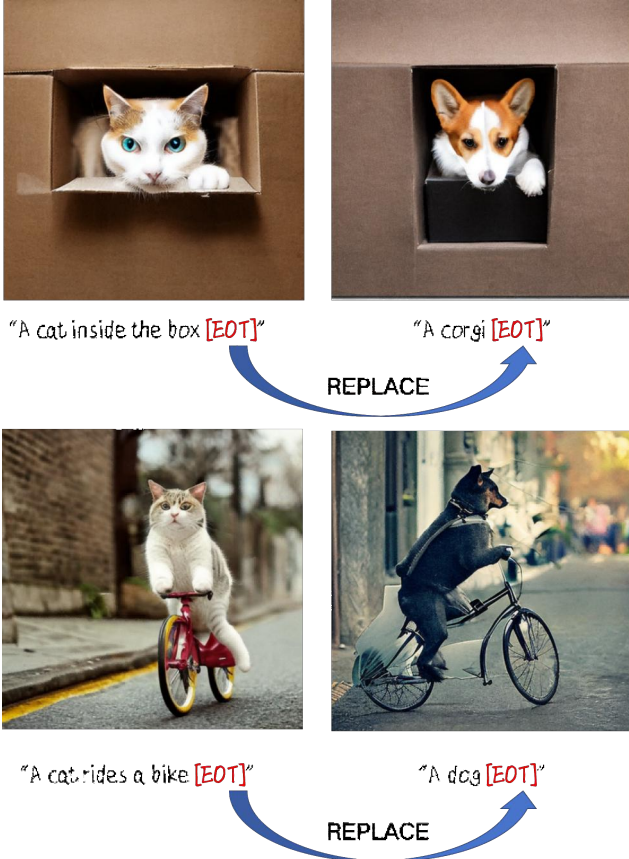 “A cat inside the box [EOT]” “A corgi [EOT]”
REPLACE
“A cat rides a bike [EOT]” “A dog [EOT]”
REPLACE